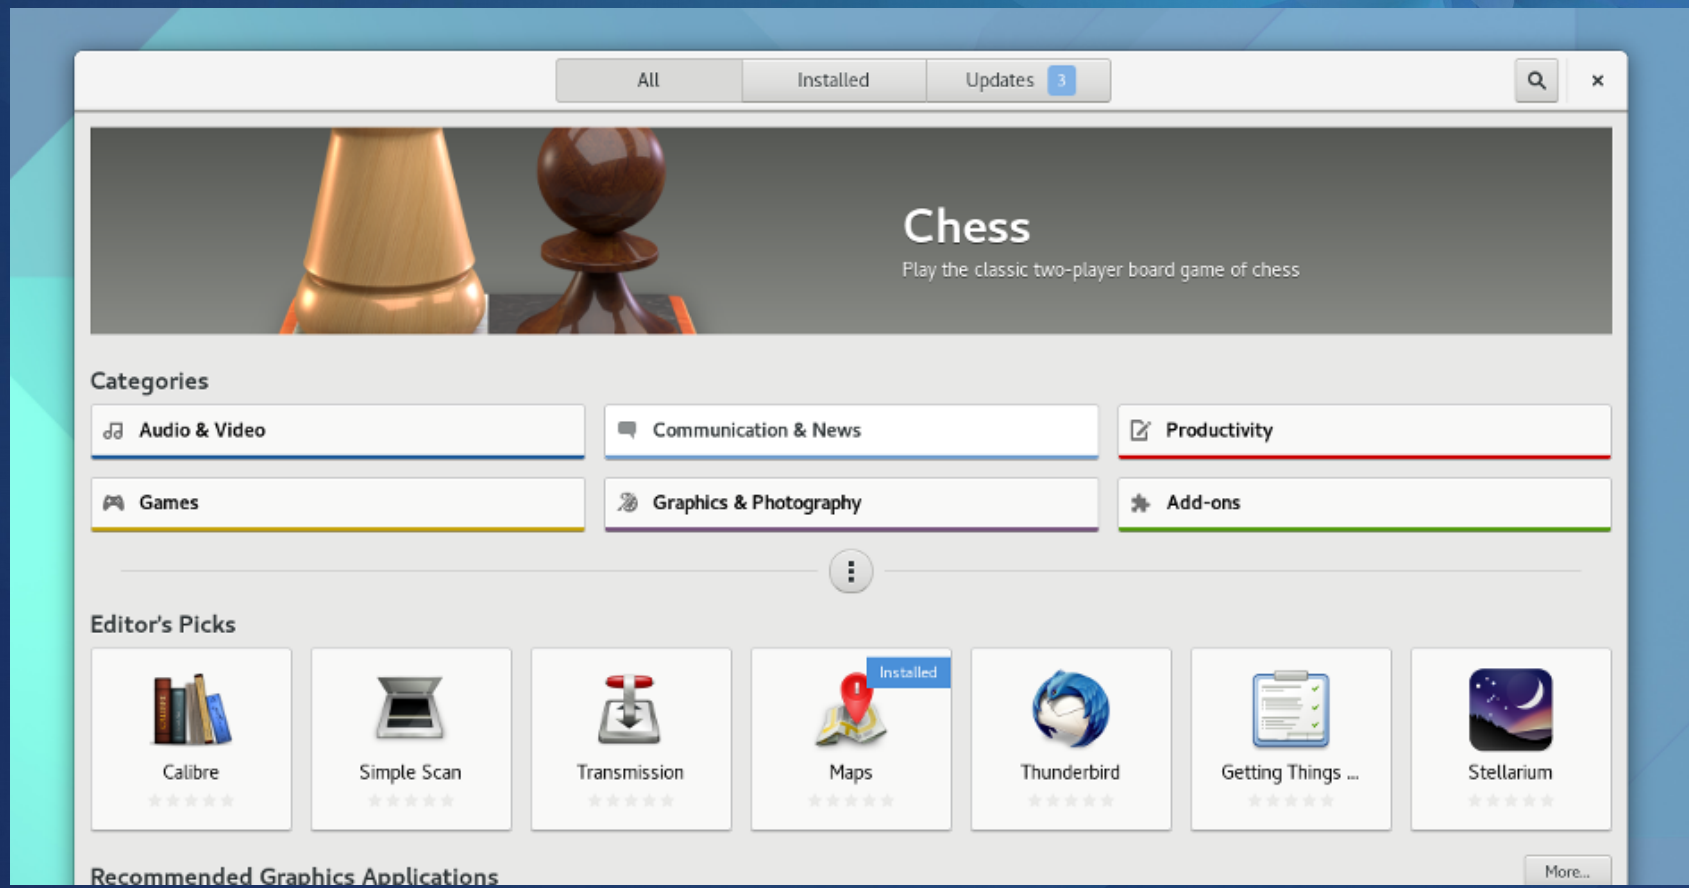 All Installed Updates 3
Chess
Play the classic two-player board game of chess
Categories
Audio & Video Communication & News Productivity
Games Graphics & Photography Add-ons
Editor's Picks
Installed
Calibre Simple Scan Transmission Maps Thunderbird Getting Things ... Stellarium
Recommended Graphics Applications More...